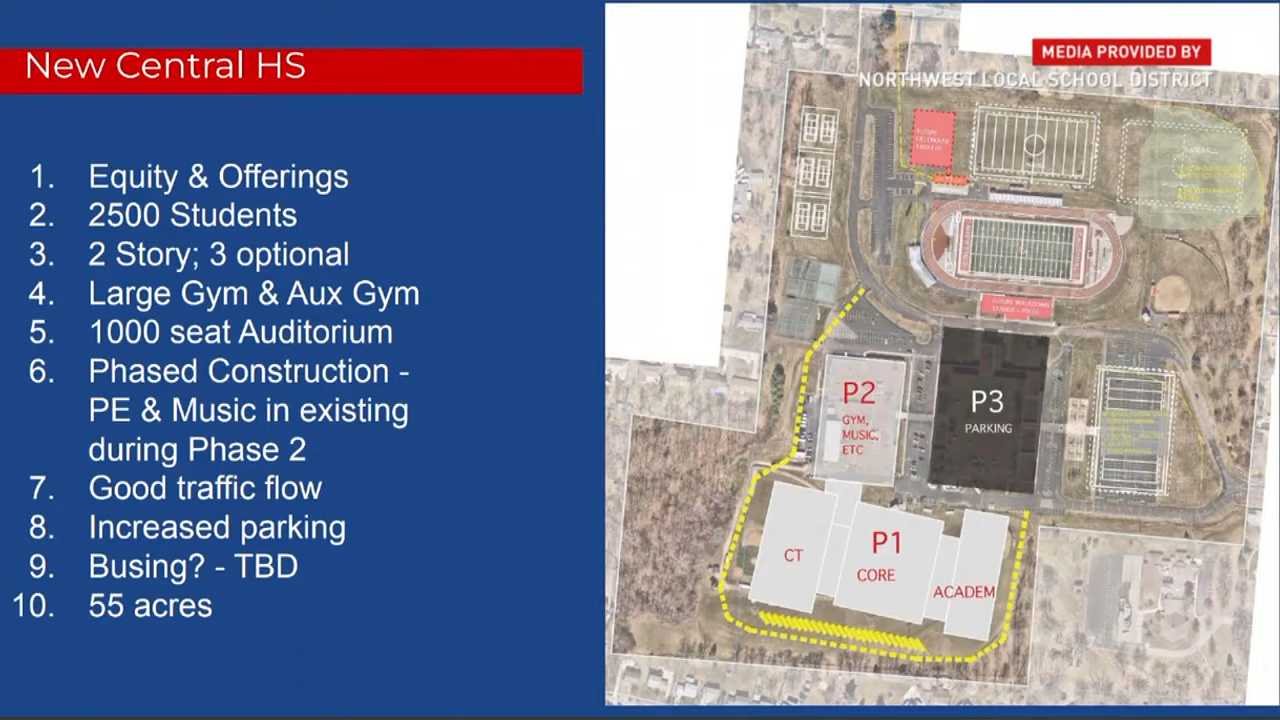 New Central HS
1. Equity & Offerings
2. 2500 Students
3. 2 Story; 3 optional
4. Large Gym & Aux Gym
5. 1000 seat Auditorium
6. Phased Construction -
PE & Music in existing
during Phase 2
7. Good traffic flow
8. Increased parking
9. Busing? - TBD
10. 55 acres
MEDIA PROVIDED BY
NORTHWEST LOCAL SCHOOL DISTRICT
FUTURE
BASEBALL
FUTURE
P2
GYM,
MUSIC,
ETC
P3
PARKING
CT
P1
CORE
ACADEM